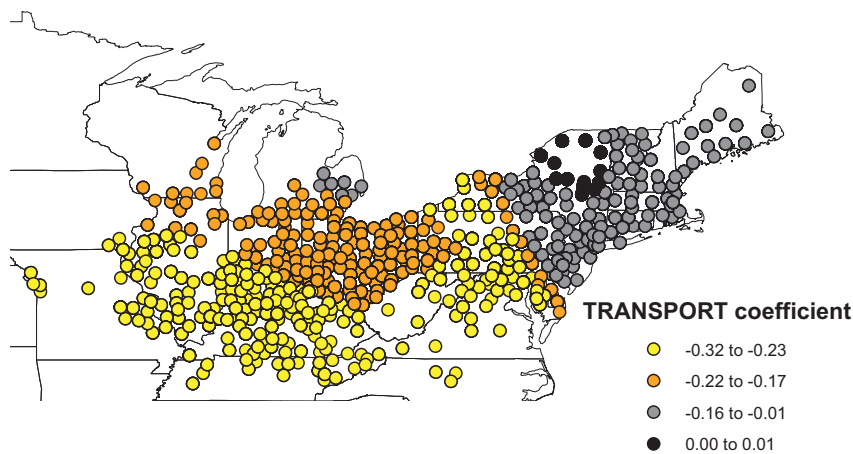 TRANSPORT coefficient
-0.32 to -0.23
-0.22 to -0.17
-0.16 to -0.01
0.00 to 0.01